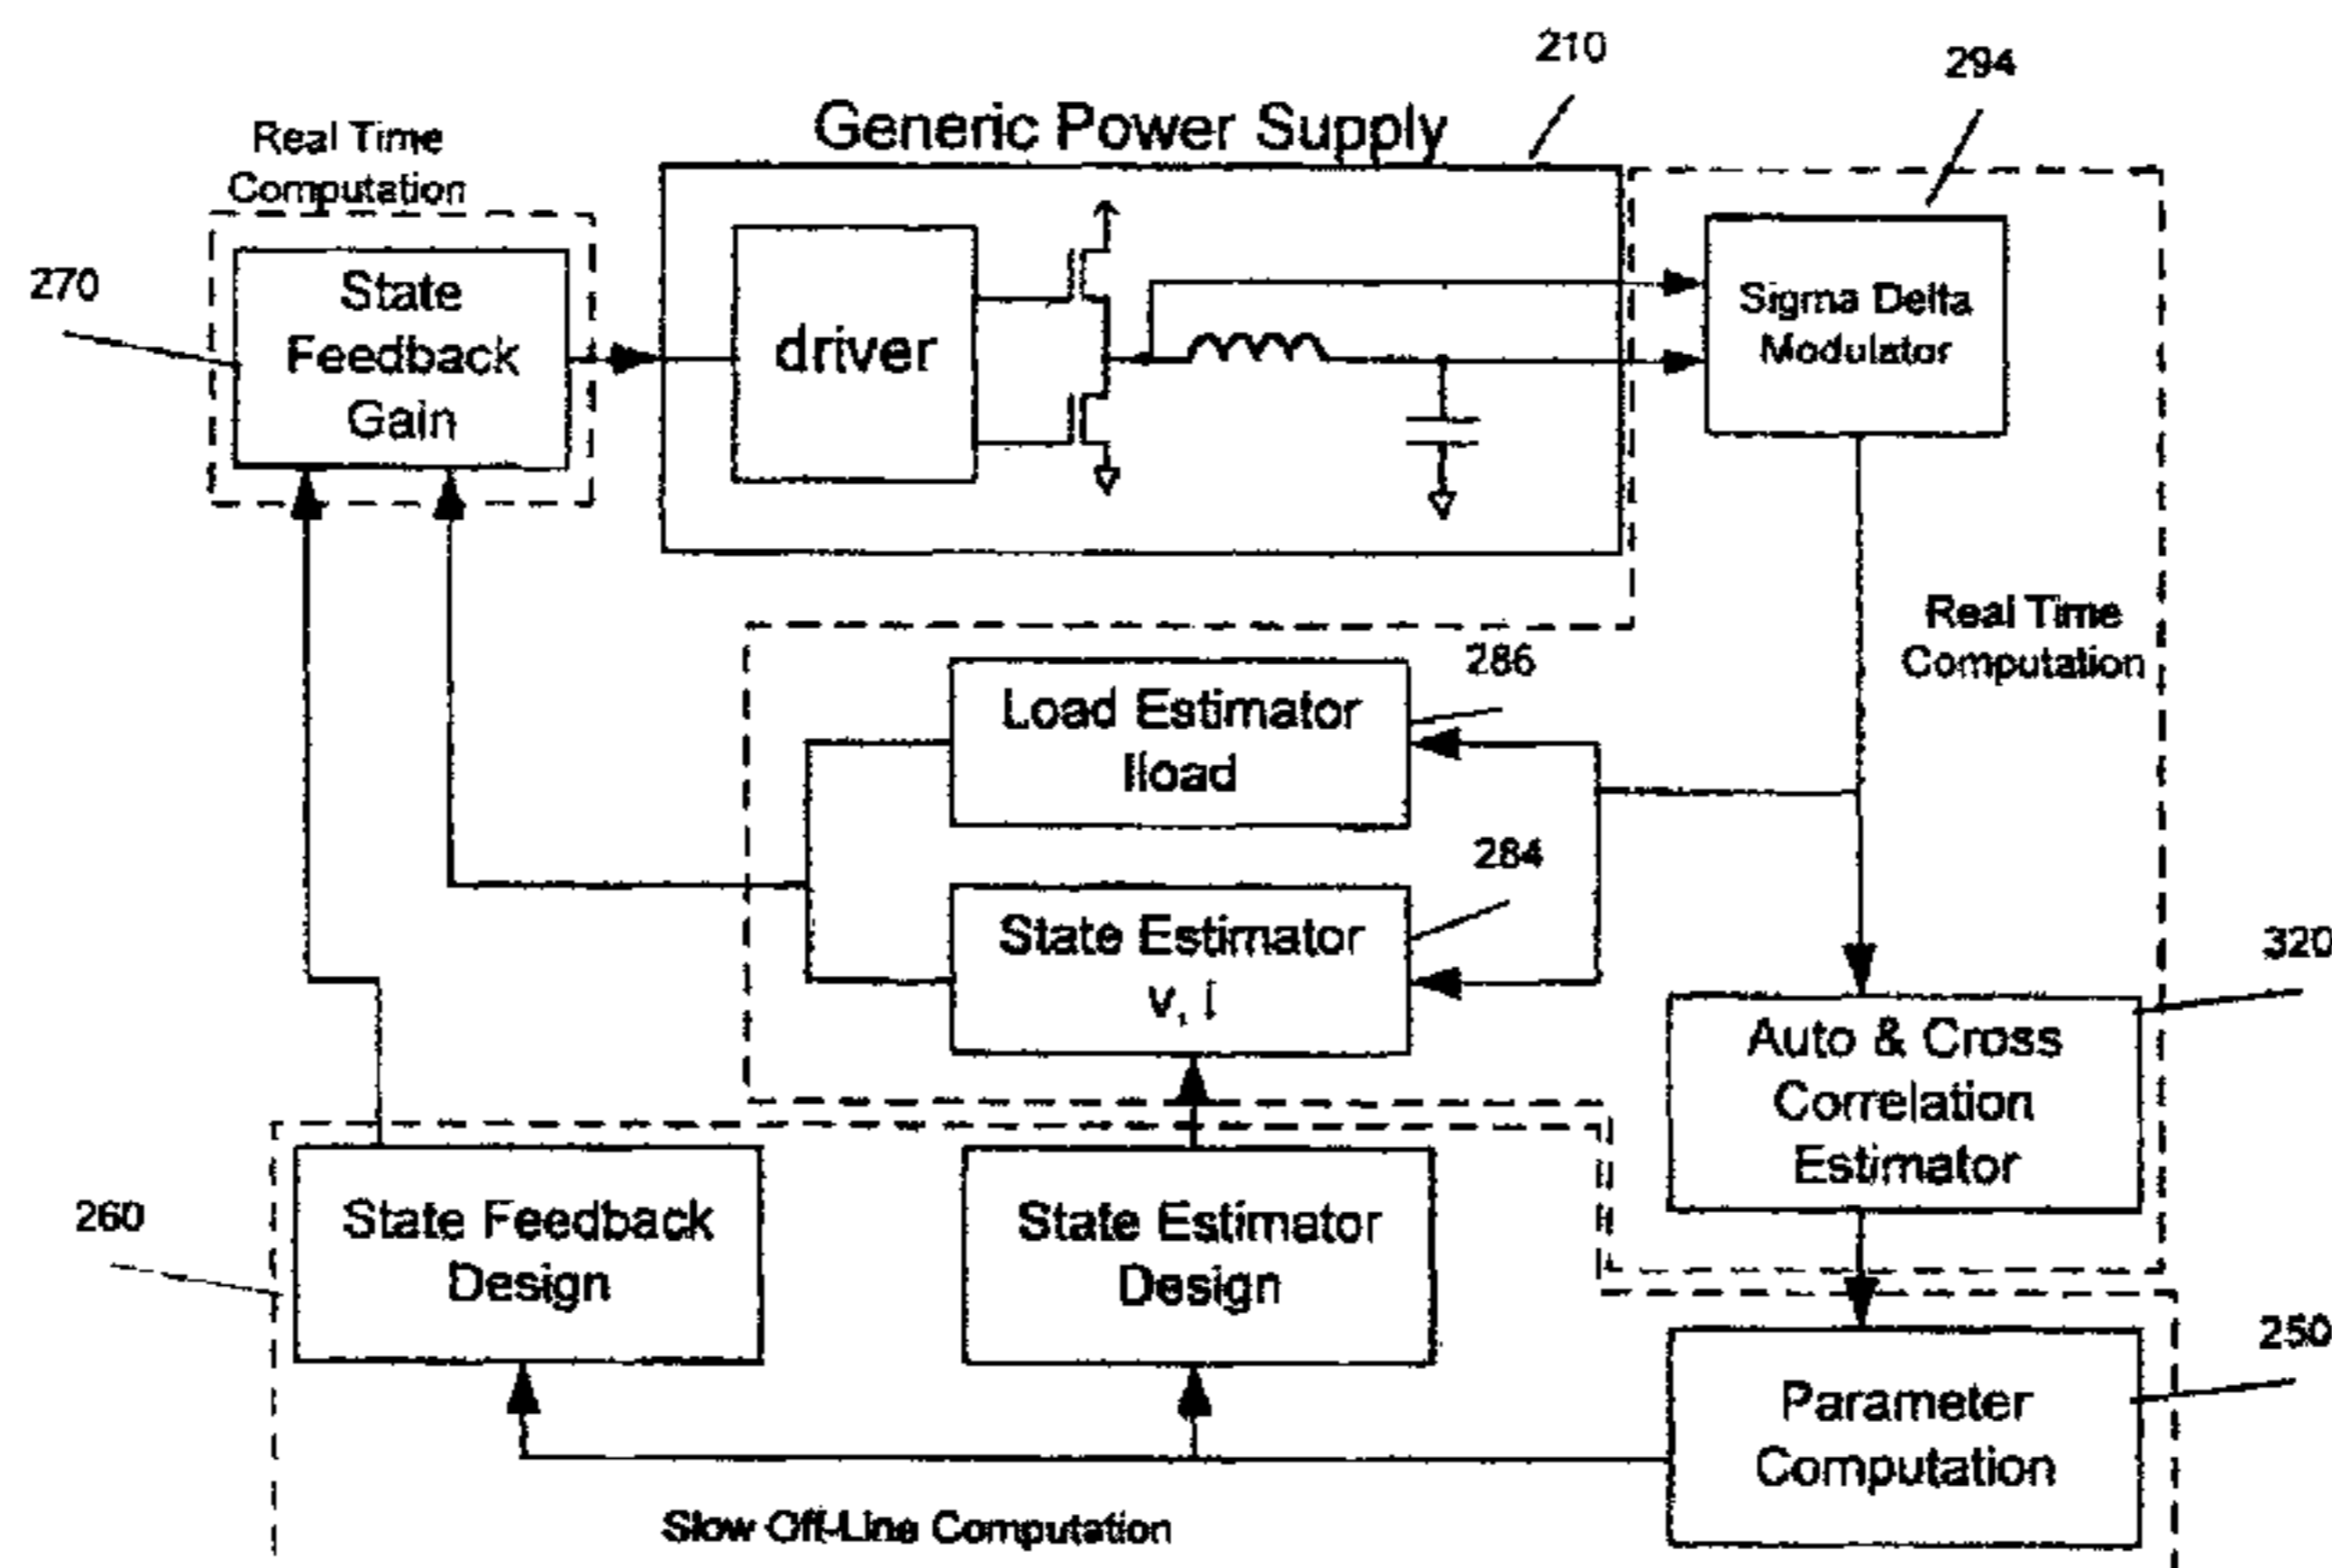 210
294
Generic Power Supply
Real Time
Computation
270
State
Feedback
Gain
driver
Sigma Delta
Modulator
Real Time
Computation
286
Load Estimator
Iload
284
State Estimator
v, i
320
Auto & Cross
Correlation
Estimator
260
State Feedback
Design
State Estimator
Design
250
Parameter
Computation
Slow Off-Line Computation